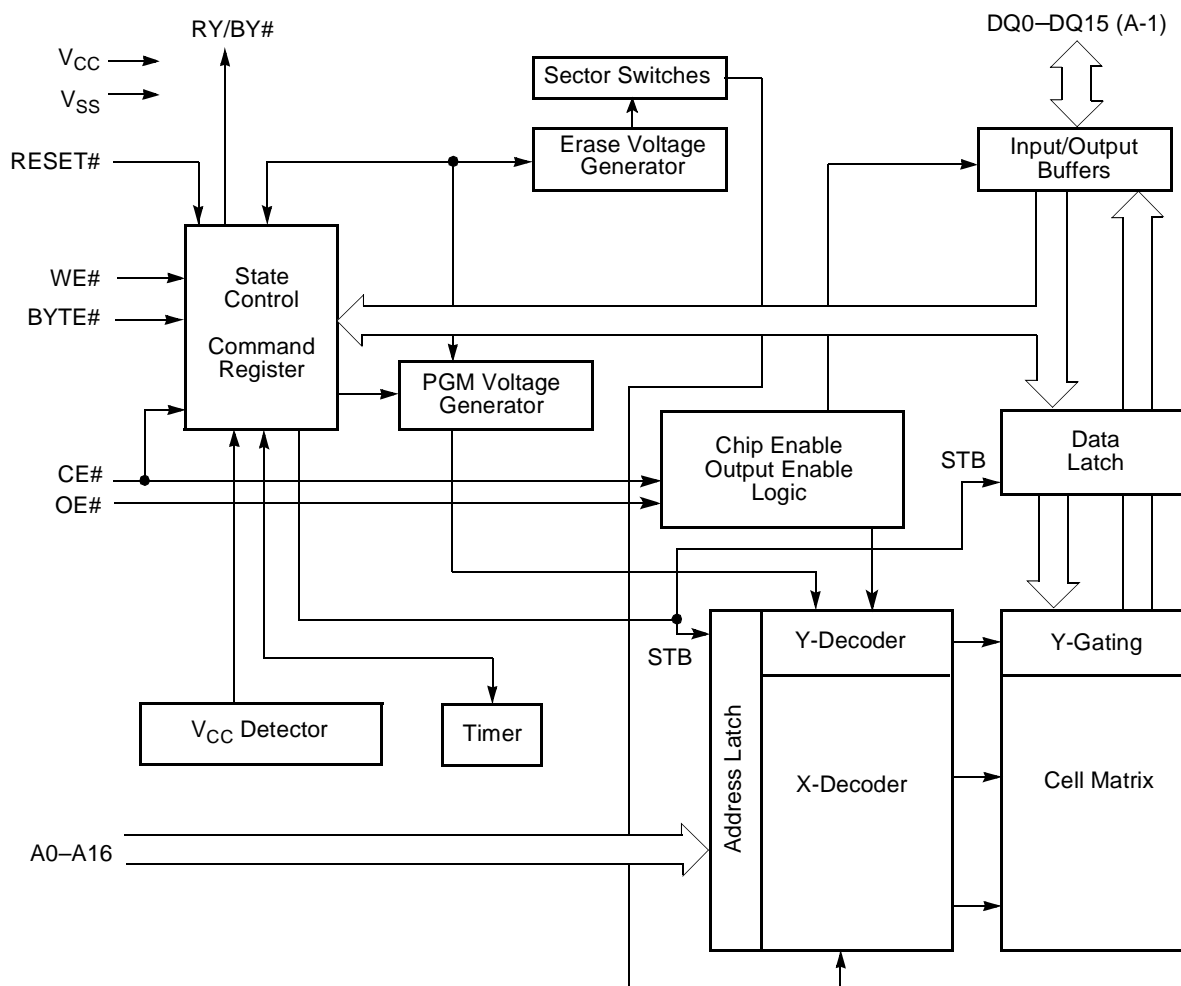 RY/BY#
DQ0–DQ15 (A-1)
VCC
VSS
Sector Switches
RESET#
Erase Voltage
Generator
Input/Output
Buffers
WE#
BYTE#
State
Control
Command
Register
PGM Voltage
Generator
Chip Enable
Output Enable
Logic
STB
Data
Latch
CE#
OE#
STB
Y-Decoder
Y-Gating
VCC Detector
Timer
Address Latch
X-Decoder
Cell Matrix
A0–A16